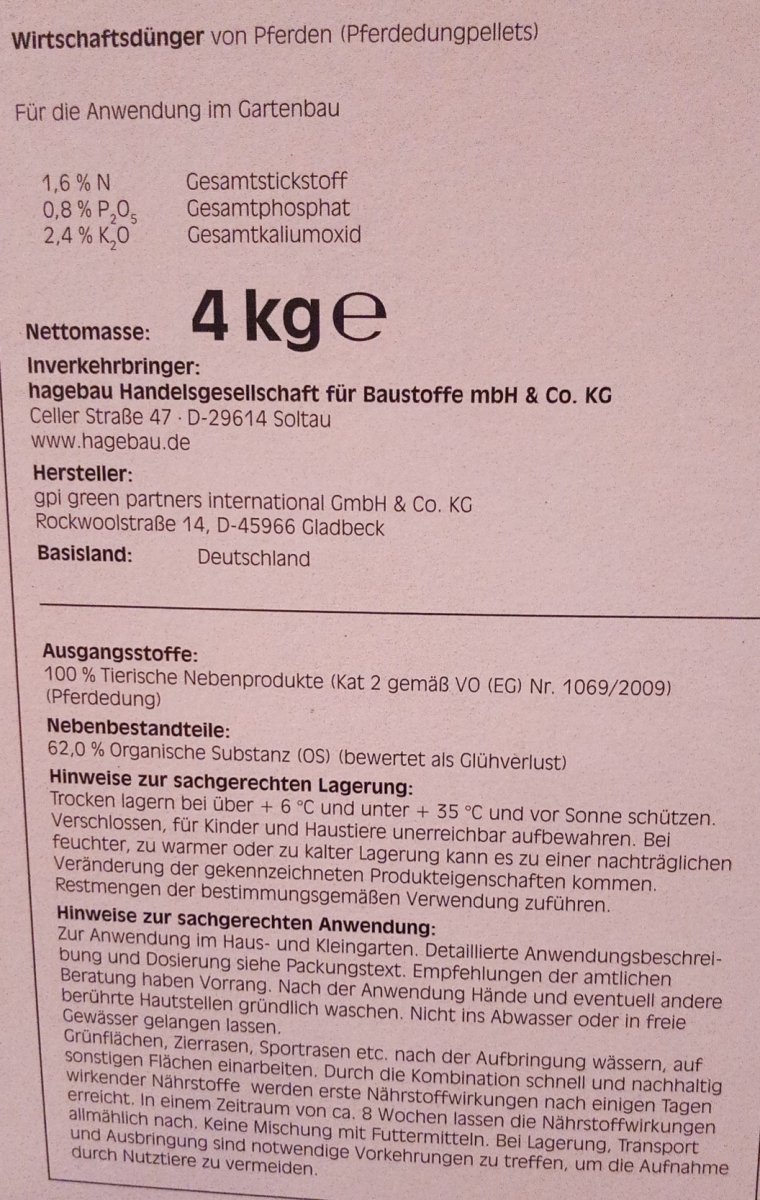 Wirtschaftsdünger von Pferden (Pferdedungpellets)
Für die Anwendung im Gartenbau
1,6 % N Gesamtstickstoff
0,8 % P₂O₅ Gesamtphosphat
2,4 % K₂O Gesamtkaliumoxid
Nettomasse: 4 kg ℮
Inverkehrbringer:
hagebau Handelsgesellschaft für Baustoffe mbH & Co. KG
Celler Straße 47 · D-29614 Soltau
www.hagebau.de
Hersteller:
gpi green partners international GmbH & Co. KG
Rockwoolstraße 14, D-45966 Gladbeck
Basisland: Deutschland
Ausgangsstoffe:
100 % Tierische Nebenprodukte (Kat 2 gemäß VO (EG) Nr. 1069/2009)
(Pferdedung)
Nebenbestandteile:
62,0 % Organische Substanz (OS) (bewertet als Glühverlust)
Hinweise zur sachgerechten Lagerung:
Trocken lagern bei über + 6 °C und unter + 35 °C und vor Sonne schützen.
Verschlossen, für Kinder und Haustiere unerreichbar aufbewahren. Bei
feuchter, zu warmer oder zu kalter Lagerung kann es zu einer nachträglichen
Veränderung der gekennzeichneten Produkteigenschaften kommen.
Restmengen der bestimmungsgemäßen Verwendung zuführen.
Hinweise zur sachgerechten Anwendung:
Zur Anwendung im Haus- und Kleingarten. Detaillierte Anwendungsbeschrei-
bung und Dosierung siehe Packungstext. Empfehlungen der amtlichen
Beratung haben Vorrang. Nach der Anwendung Hände und eventuell andere
berührte Hautstellen gründlich waschen. Nicht ins Abwasser oder in freie
Gewässer gelangen lassen.
Grünflächen, Zierrasen, Sportrasen etc. nach der Aufbringung wässern, auf
sonstigen Flächen einarbeiten. Durch die Kombination schnell und nachhaltig
wirkender Nährstoffe werden erste Nährstoffwirkungen nach einigen Tagen
erreicht. In einem Zeitraum von ca. 8 Wochen lassen die Nährstoffwirkungen
allmählich nach. Keine Mischung mit Futtermitteln. Bei Lagerung, Transport
und Ausbringung sind notwendige Vorkehrungen zu treffen, um die Aufnahme
durch Nutztiere zu vermeiden.